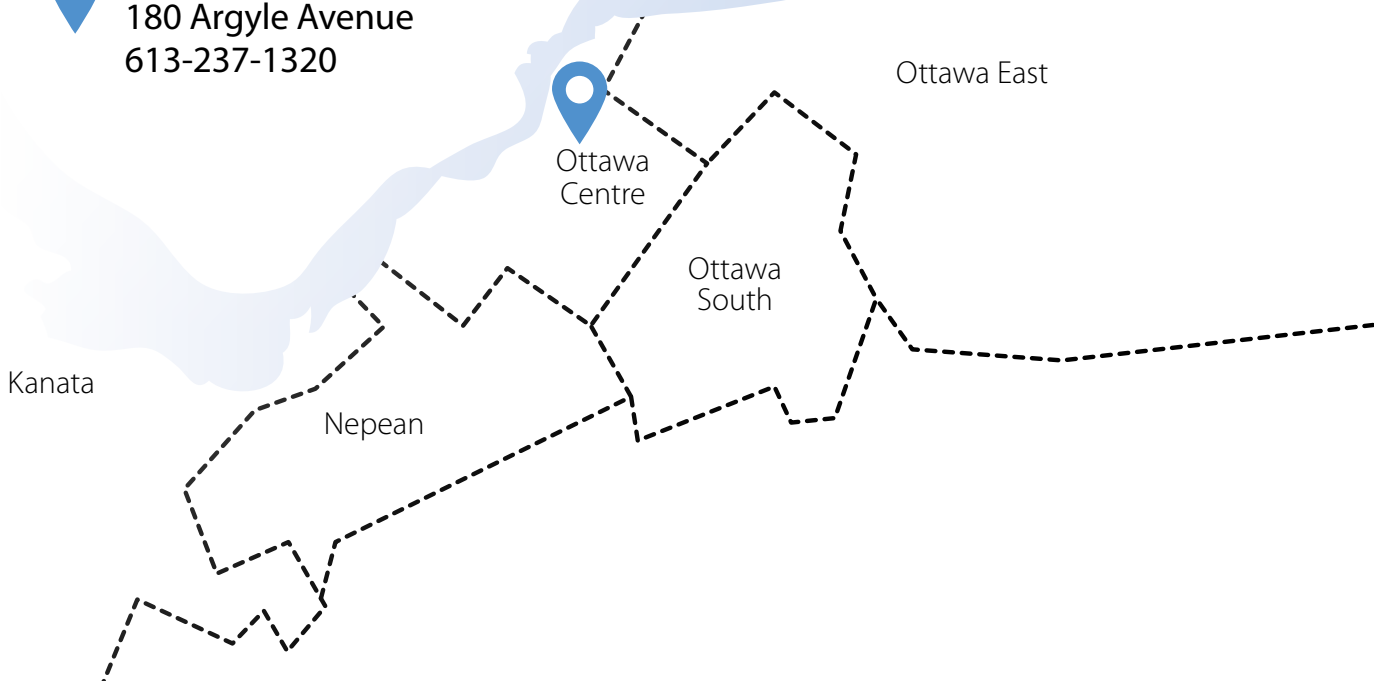 180 Argyle Avenue
613-237-1320
Ottawa East
Ottawa
Centre
Ottawa
South
Kanata
Nepean